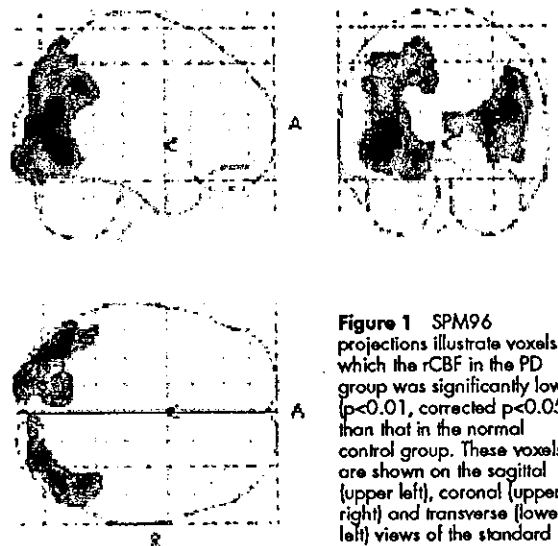 A
A
R
Figure 1 SPM96
projections illustrate voxels
which the rCBF in the PD
group was significantly low
(p<0.01, corrected p<0.05
than that in the normal
control group. These voxels
are shown on the sagittal
(upper left), coronal (upper
right) and transverse (lowe
left) views of the standard